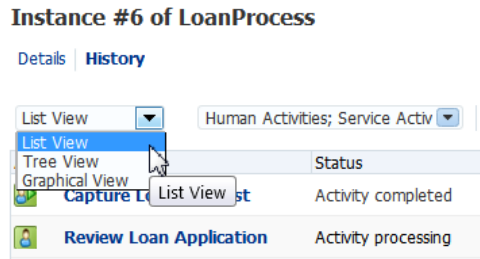 Instance #6 of LoanProcess
Details History
List View Human Activities; Service Activ
List View
Tree View
Graphical View
List View
Status
Capture Activity completed
Review Loan Application Activity processing